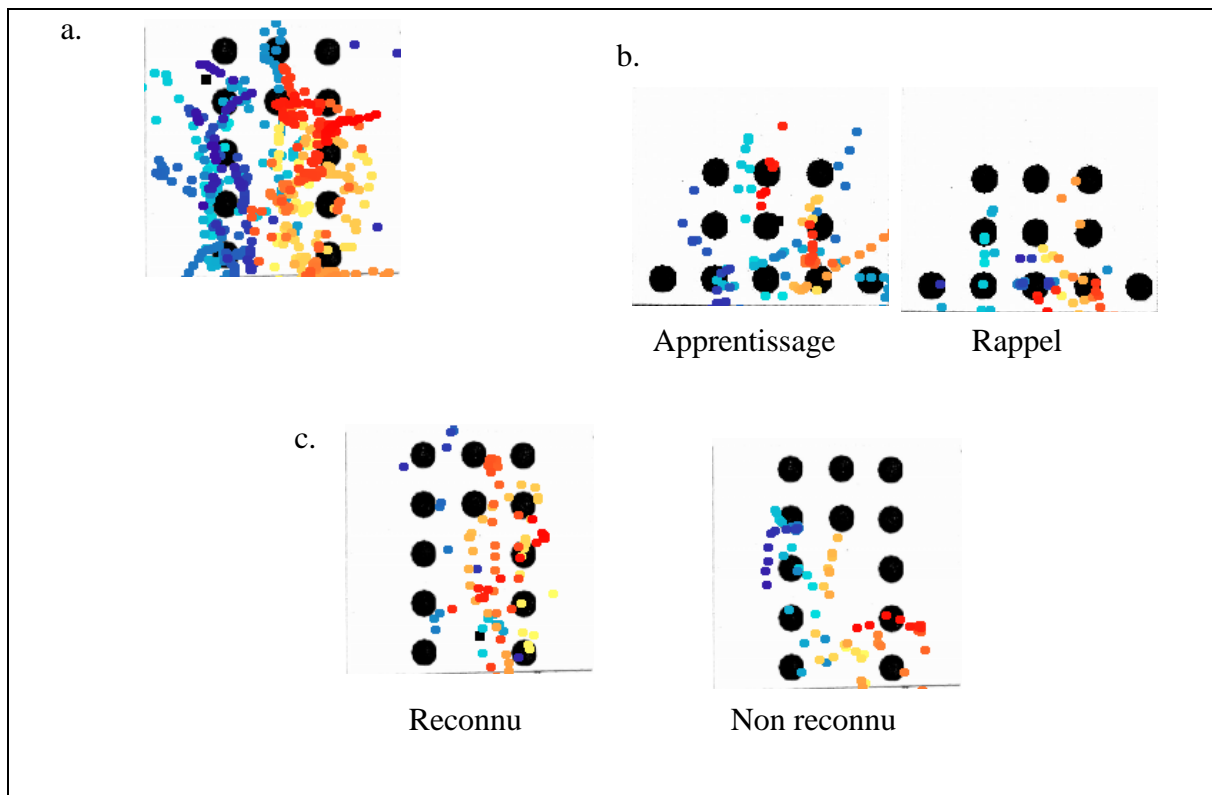 a.
b.
Apprentissage
Rappel
c.
Reconnu
Non reconnu